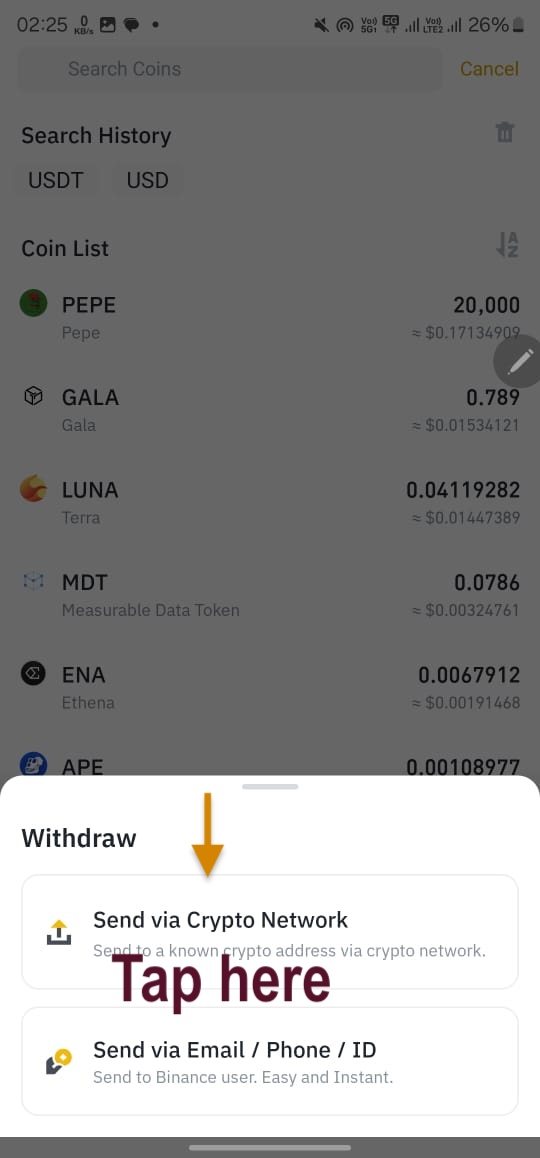 02:25 0 KB/s Vo) 5G1 5G Vo) LTE2 26%
Search Coins Cancel
Search History
USDT USD
Coin List
PEPE 20,000
Pepe ≈ $0.17134909
GALA 0.789
Gala ≈ $0.01534121
LUNA 0.04119282
Terra ≈ $0.01447389
MDT 0.0786
Measurable Data Token ≈ $0.00324761
ENA 0.0067912
Ethena ≈ $0.00191468
APE 0.00108977
Withdraw
Send via Crypto Network
Send to a known crypto address via crypto network.
Tap here
Send via Email / Phone / ID
Send to Binance user. Easy and Instant.